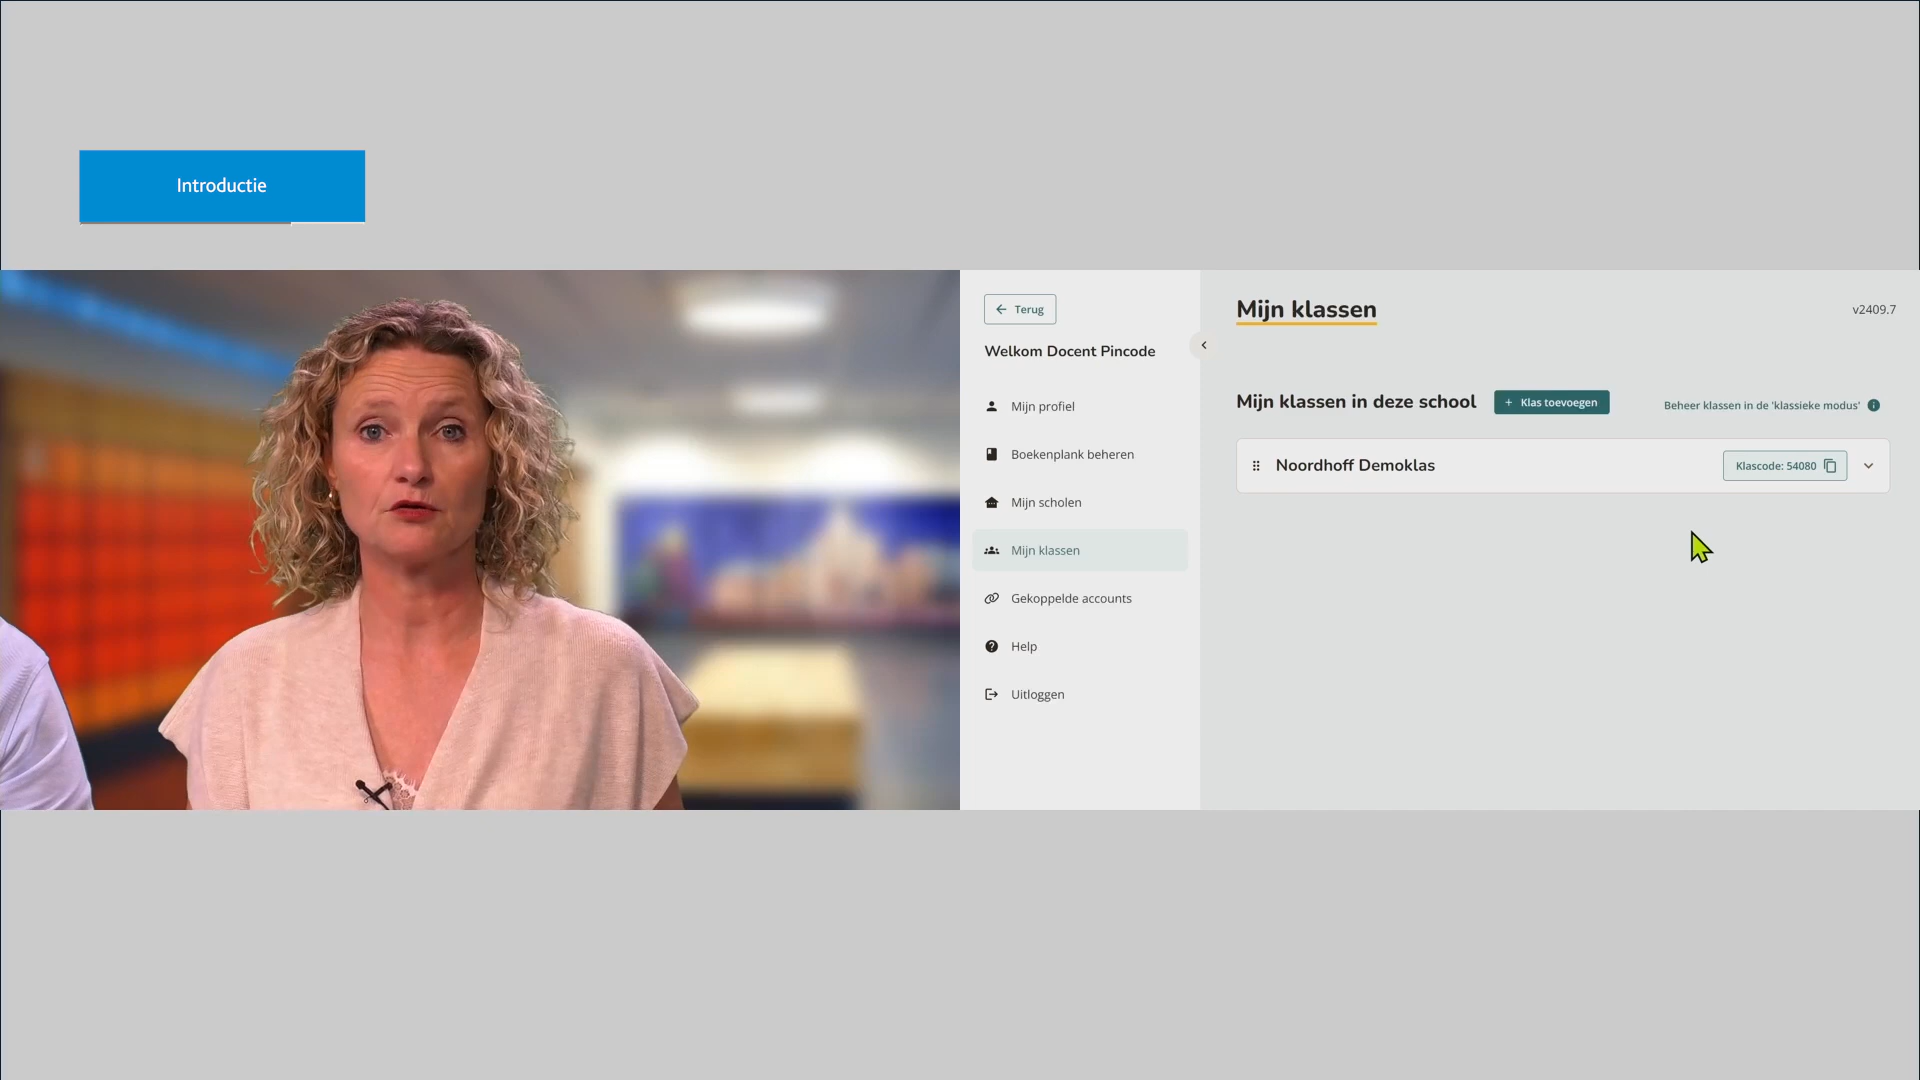 Introductie
Terug
Welkom Docent Pincode
Mijn profiel
Boekenplank beheren
Mijn scholen
Mijn klassen
Gekoppelde accounts
Help
Uitloggen
Mijn klassen
v2409.7
Mijn klassen in deze school
+ Klas toevoegen
Beheer klassen in de 'klassieke modus'
Noordhoff Demoklas
Klascode: 54080